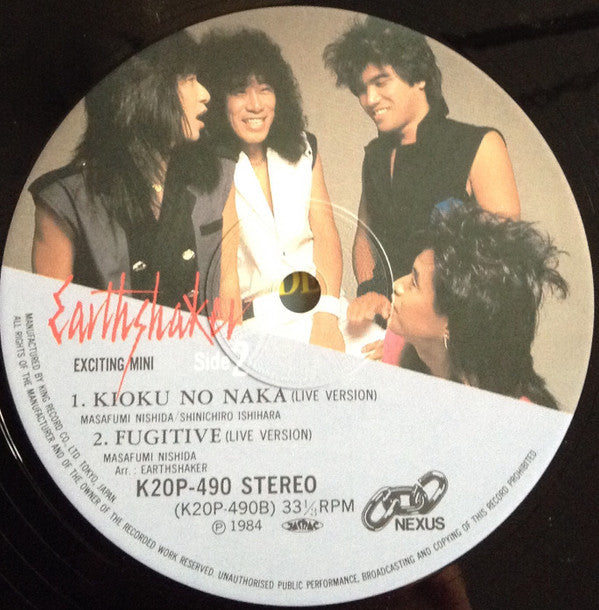 Earthshaker
EXCITING MINI
Side 2
1. KIOKU NO NAKA (LIVE VERSION)
MASAFUMI NISHIDA/SHINICHIRO ISHIHARA
2. FUGITIVE (LIVE VERSION)
MASAFUMI NISHIDA
Arr. : EARTHSHAKER
K20P-490 STEREO
(K20P-490B) 33⅓RPM
Ⓟ 1984
NEXUS
MANUFACTURED BY KING RECORD CO., LTD. TOKYO, JAPAN.
ALL RIGHTS OF THE MANUFACTURER AND OF THE OWNER OF THE RECORDED WORK RESERVED. UNAUTHORISED PUBLIC PERFORMANCE, BROADCASTING AND COPYING OF THIS RECORD PROHIBITED